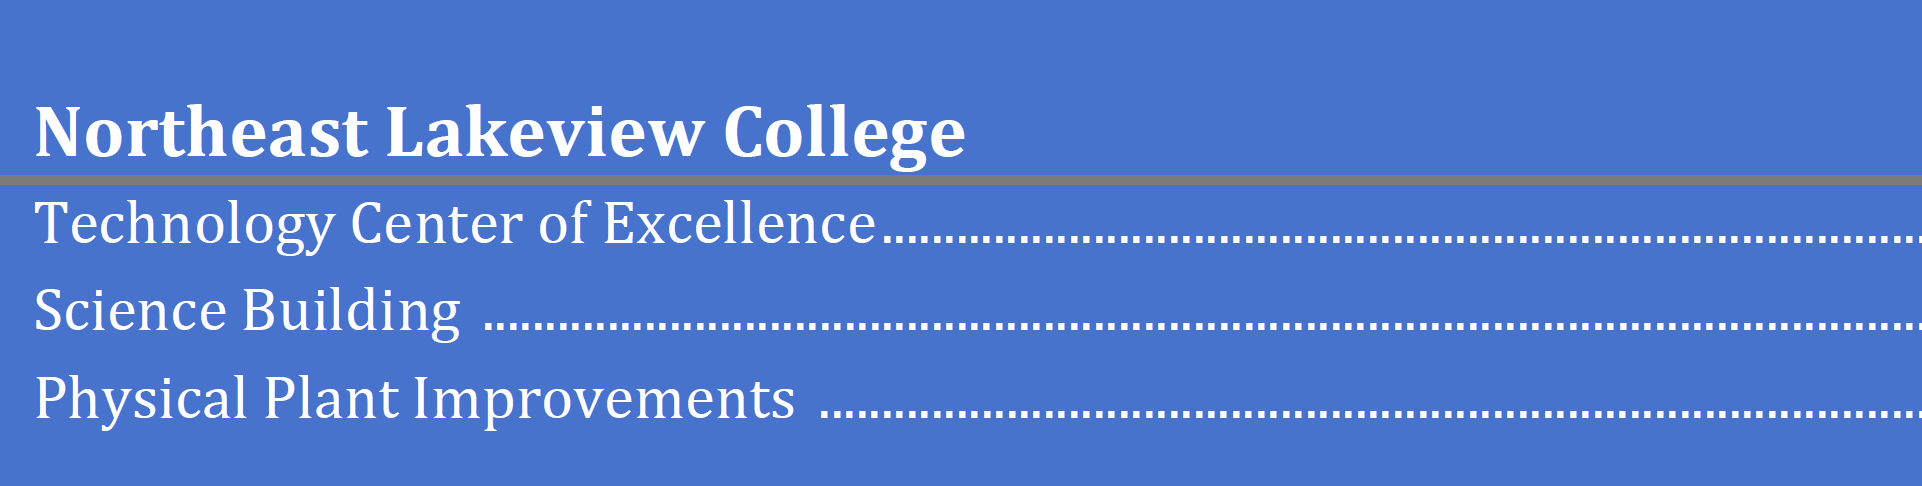 Northeast Lakeview College
Technology Center of Excellence....................................................................................
Science Building ....................................................................................................................
Physical Plant Improvements .........................................................................................